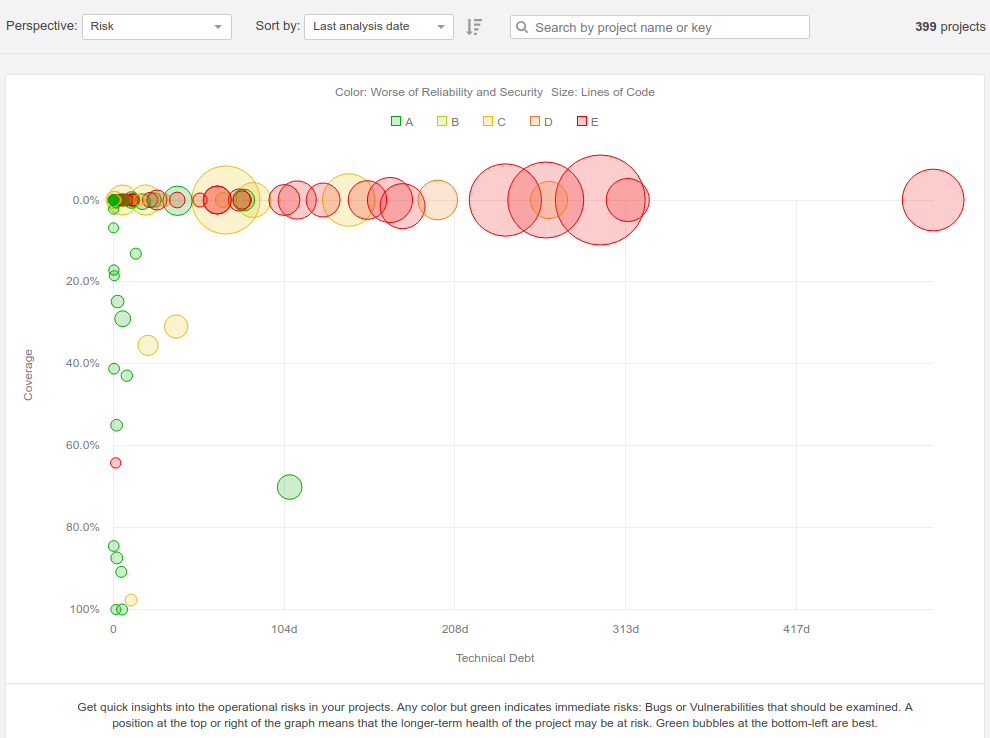 Perspective: Risk Sort by: Last analysis date Search by project name or key 399 projects
Color: Worse of Reliability and Security Size: Lines of Code
A B C D E
0.0%
20.0%
40.0%
Coverage
60.0%
80.0%
100%
0 104d 208d 313d 417d
Technical Debt
Get quick insights into the operational risks in your projects. Any color but green indicates immediate risks: Bugs or Vulnerabilities that should be examined. A
position at the top or right of the graph means that the longer-term health of the project may be at risk. Green bubbles at the bottom-left are best.